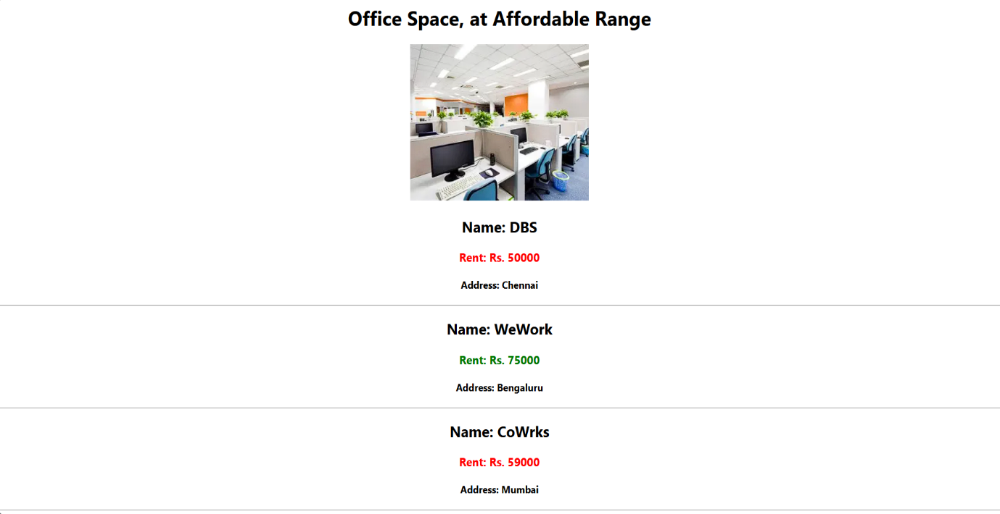 Office Space, at Affordable Range
Name: DBS
Rent: Rs. 50000
Address: Chennai
Name: WeWork
Rent: Rs. 75000
Address: Bengaluru
Name: CoWrks
Rent: Rs. 59000
Address: Mumbai